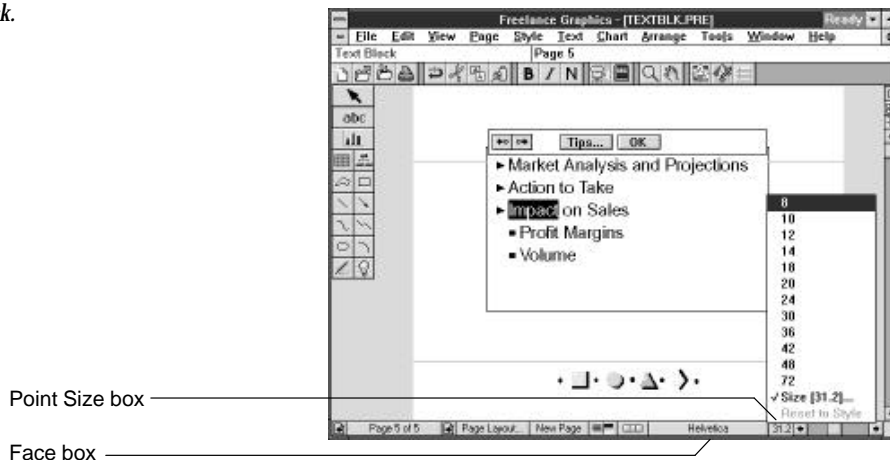 k.
Freelance Graphics - [TEXTBLK.PRE] Ready
File Edit View Page Style Text Chart Arrange Tools Window Help
Text Block Page 5
B I N
abc
Tips... OK
Market Analysis and Projections
Action to Take
Impact on Sales
Profit Margins
Volume
8
10
12
14
18
20
24
30
36
42
48
72
√ Size [31.2]...
Reset to Style
Point Size box
Page 5 of 5 Page Layout... New Page Helvetica 31.2
Face box